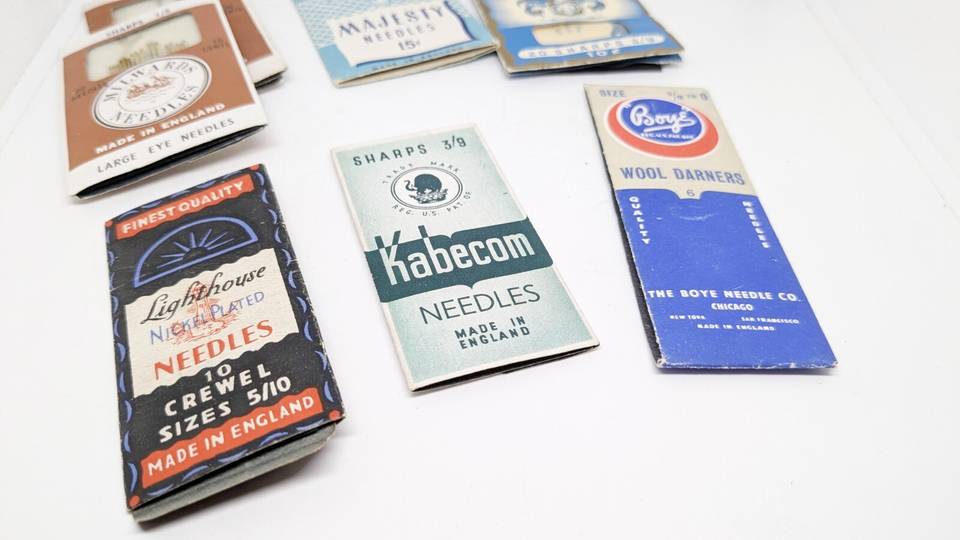 SHARPS
MILWARDS
NEEDLES
MADE IN ENGLAND
LARGE EYE NEEDLES
MAJESTY
NEEDLES
15¢
20 SHARPS 3/9
10¢
FINEST QUALITY
Lighthouse
NICKEL PLATED
NEEDLES
10
CREWEL
SIZES 5/10
MADE IN ENGLAND
SHARPS 3/9
TRADE MARK
REG. U.S. PAT. OF.
Kabecom
NEEDLES
MADE IN
ENGLAND
SIZE
Boye
REG. U.S. PAT. OFF.
WOOL DARNERS
6
QUALITY
NEEDLES
THE BOYE NEEDLE CO.
CHICAGO
NEW YORK SAN FRANCISCO
MADE IN ENGLAND